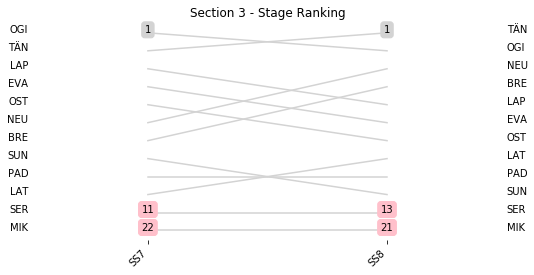 Section 3 - Stage Ranking
OGI 1 1 TÄN
TÄN OGI
LAP NEU
EVA BRE
OST LAP
NEU EVA
BRE OST
SUN LAT
PAD PAD
LAT SUN
SER 11 13 SER
MIK 22 21 MIK
SS7 SS8